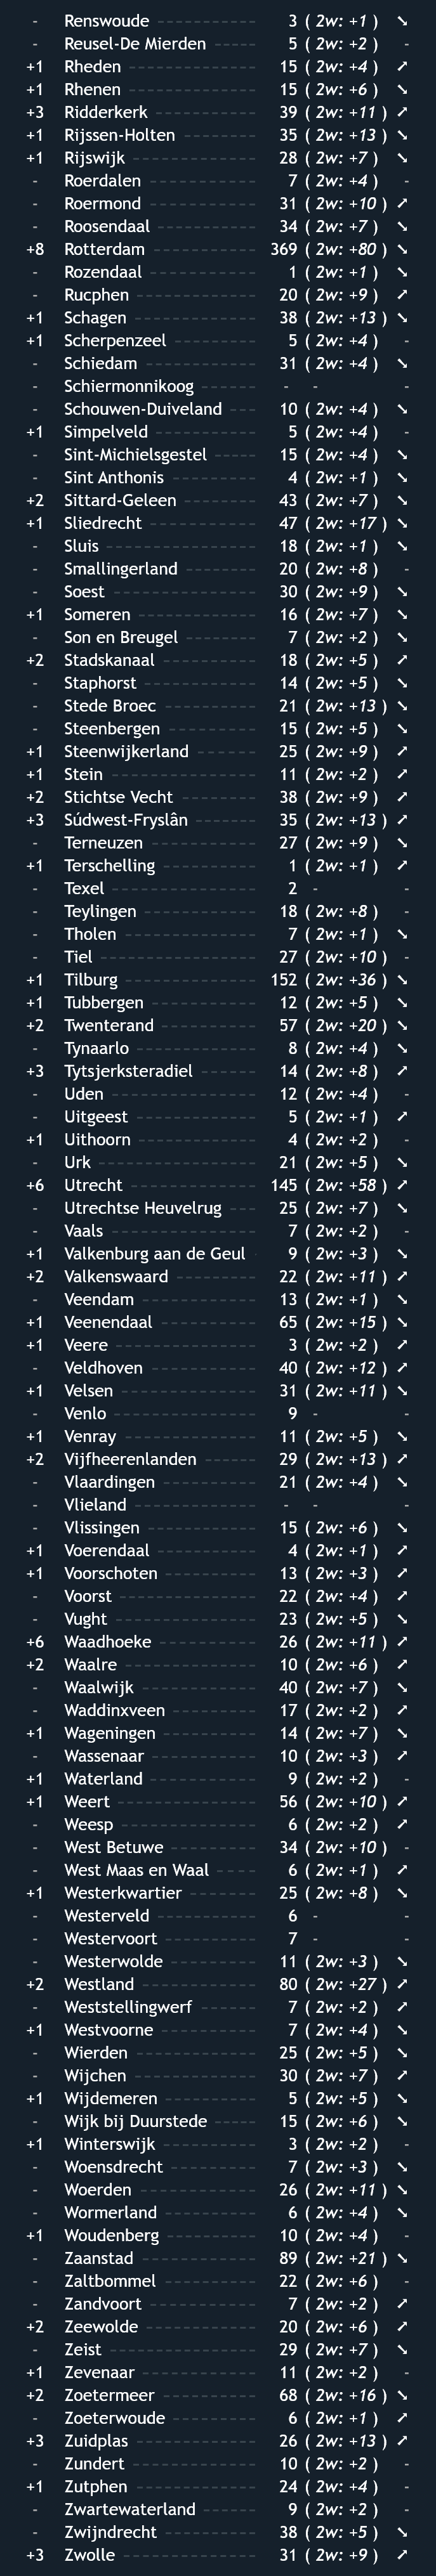 - Renswoude 3 ( 2w: +1 ) ➘
- Reusel-De Mierden 5 ( 2w: +2 ) -
+1 Rheden 15 ( 2w: +4 ) ➚
+1 Rhenen 15 ( 2w: +6 ) ➘
+3 Ridderkerk 39 ( 2w: +11 ) ➚
+1 Rijssen-Holten 35 ( 2w: +13 ) ➘
+1 Rijswijk 28 ( 2w: +7 ) ➘
- Roerdalen 7 ( 2w: +4 ) -
- Roermond 31 ( 2w: +10 ) ➚
- Roosendaal 34 ( 2w: +7 ) ➘
+8 Rotterdam 369 ( 2w: +80 ) ➘
- Rozendaal 1 ( 2w: +1 ) ➘
- Rucphen 20 ( 2w: +9 ) ➚
+1 Schagen 38 ( 2w: +13 ) ➘
+1 Scherpenzeel 5 ( 2w: +4 ) -
- Schiedam 31 ( 2w: +4 ) ➘
- Schiermonnikoog - - -
- Schouwen-Duiveland 10 ( 2w: +4 ) ➘
+1 Simpelveld 5 ( 2w: +4 ) -
- Sint-Michielsgestel 15 ( 2w: +4 ) ➘
- Sint Anthonis 4 ( 2w: +1 ) ➘
+2 Sittard-Geleen 43 ( 2w: +7 ) ➘
+1 Sliedrecht 47 ( 2w: +17 ) ➘
- Sluis 18 ( 2w: +1 ) ➘
- Smallingerland 20 ( 2w: +8 ) -
- Soest 30 ( 2w: +9 ) ➘
+1 Someren 16 ( 2w: +7 ) ➘
- Son en Breugel 7 ( 2w: +2 ) ➘
+2 Stadskanaal 18 ( 2w: +5 ) ➚
- Staphorst 14 ( 2w: +5 ) ➘
- Stede Broec 21 ( 2w: +13 ) ➘
- Steenbergen 15 ( 2w: +5 ) ➘
+1 Steenwijkerland 25 ( 2w: +9 ) ➚
+1 Stein 11 ( 2w: +2 ) ➚
+2 Stichtse Vecht 38 ( 2w: +9 ) ➚
+3 Súdwest-Fryslân 35 ( 2w: +13 ) ➚
- Terneuzen 27 ( 2w: +9 ) ➘
+1 Terschelling 1 ( 2w: +1 ) ➚
- Texel 2 - -
- Teylingen 18 ( 2w: +8 ) -
- Tholen 7 ( 2w: +1 ) ➘
- Tiel 27 ( 2w: +10 ) -
+1 Tilburg 152 ( 2w: +36 ) ➘
+1 Tubbergen 12 ( 2w: +5 ) ➘
+2 Twenterand 57 ( 2w: +20 ) ➘
- Tynaarlo 8 ( 2w: +4 ) ➘
+3 Tytsjerksteradiel 14 ( 2w: +8 ) ➚
- Uden 12 ( 2w: +4 ) -
- Uitgeest 5 ( 2w: +1 ) ➚
+1 Uithoorn 4 ( 2w: +2 ) -
- Urk 21 ( 2w: +5 ) ➘
+6 Utrecht 145 ( 2w: +58 ) ➚
- Utrechtse Heuvelrug 25 ( 2w: +7 ) ➘
- Vaals 7 ( 2w: +2 ) -
+1 Valkenburg aan de Geul 9 ( 2w: +3 ) ➘
+2 Valkenswaard 22 ( 2w: +11 ) ➚
- Veendam 13 ( 2w: +1 ) ➘
+1 Veenendaal 65 ( 2w: +15 ) ➘
+1 Veere 3 ( 2w: +2 ) ➚
- Veldhoven 40 ( 2w: +12 ) ➚
+1 Velsen 31 ( 2w: +11 ) ➘
- Venlo 9 - -
+1 Venray 11 ( 2w: +5 ) ➘
+2 Vijfheerenlanden 29 ( 2w: +13 ) ➚
- Vlaardingen 21 ( 2w: +4 ) ➘
- Vlieland - - -
- Vlissingen 15 ( 2w: +6 ) ➘
+1 Voerendaal 4 ( 2w: +1 ) ➚
+1 Voorschoten 13 ( 2w: +3 ) ➚
- Voorst 22 ( 2w: +4 ) ➚
- Vught 23 ( 2w: +5 ) ➘
+6 Waadhoeke 26 ( 2w: +11 ) ➚
+2 Waalre 10 ( 2w: +6 ) ➚
- Waalwijk 40 ( 2w: +7 ) ➘
- Waddinxveen 17 ( 2w: +2 ) ➚
+1 Wageningen 14 ( 2w: +7 ) ➘
- Wassenaar 10 ( 2w: +3 ) ➚
+1 Waterland 9 ( 2w: +2 ) -
+1 Weert 56 ( 2w: +10 ) ➚
- Weesp 6 ( 2w: +2 ) ➚
- West Betuwe 34 ( 2w: +10 ) -
- West Maas en Waal 6 ( 2w: +1 ) ➚
+1 Westerkwartier 25 ( 2w: +8 ) ➘
- Westerveld 6 - -
- Westervoort 7 - -
- Westerwolde 11 ( 2w: +3 ) ➘
+2 Westland 80 ( 2w: +27 ) ➚
- Weststellingwerf 7 ( 2w: +2 ) ➚
+1 Westvoorne 7 ( 2w: +4 ) ➘
- Wierden 25 ( 2w: +5 ) ➘
- Wijchen 30 ( 2w: +7 ) ➚
+1 Wijdemeren 5 ( 2w: +5 ) ➘
- Wijk bij Duurstede 15 ( 2w: +6 ) ➘
+1 Winterswijk 3 ( 2w: +2 ) -
- Woensdrecht 7 ( 2w: +3 ) ➘
- Woerden 26 ( 2w: +11 ) ➘
- Wormerland 6 ( 2w: +4 ) ➘
+1 Woudenberg 10 ( 2w: +4 ) -
- Zaanstad 89 ( 2w: +21 ) ➘
- Zaltbommel 22 ( 2w: +6 ) -
- Zandvoort 7 ( 2w: +2 ) ➚
+2 Zeewolde 20 ( 2w: +6 ) ➚
- Zeist 29 ( 2w: +7 ) ➘
+1 Zevenaar 11 ( 2w: +2 ) -
+2 Zoetermeer 68 ( 2w: +16 ) ➘
- Zoeterwoude 6 ( 2w: +1 ) ➚
+3 Zuidplas 26 ( 2w: +13 ) ➚
- Zundert 10 ( 2w: +2 ) -
+1 Zutphen 24 ( 2w: +4 ) -
- Zwartewaterland 9 ( 2w: +2 ) -
- Zwijndrecht 38 ( 2w: +5 ) ➘
+3 Zwolle 31 ( 2w: +9 ) ➚